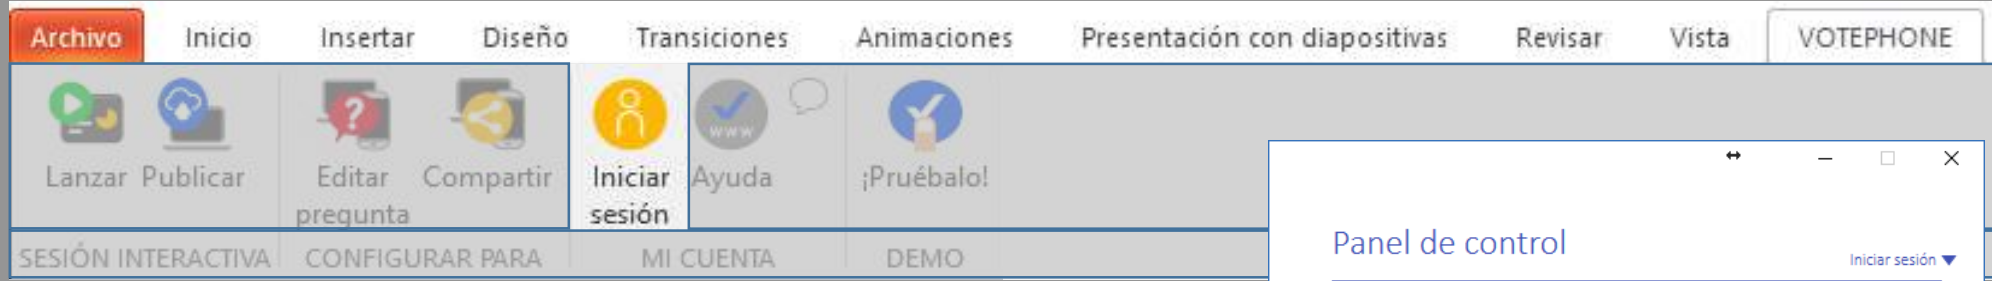 Archivo Inicio Insertar Diseño Transiciones Animaciones Presentación con diapositivas Revisar Vista VOTEPHONE
?
www
Lanzar Publicar Editar pregunta Compartir Iniciar sesión Ayuda ¡Pruébalo!
SESIÓN INTERACTIVA CONFIGURAR PARA MI CUENTA DEMO
Panel de control
Iniciar sesión